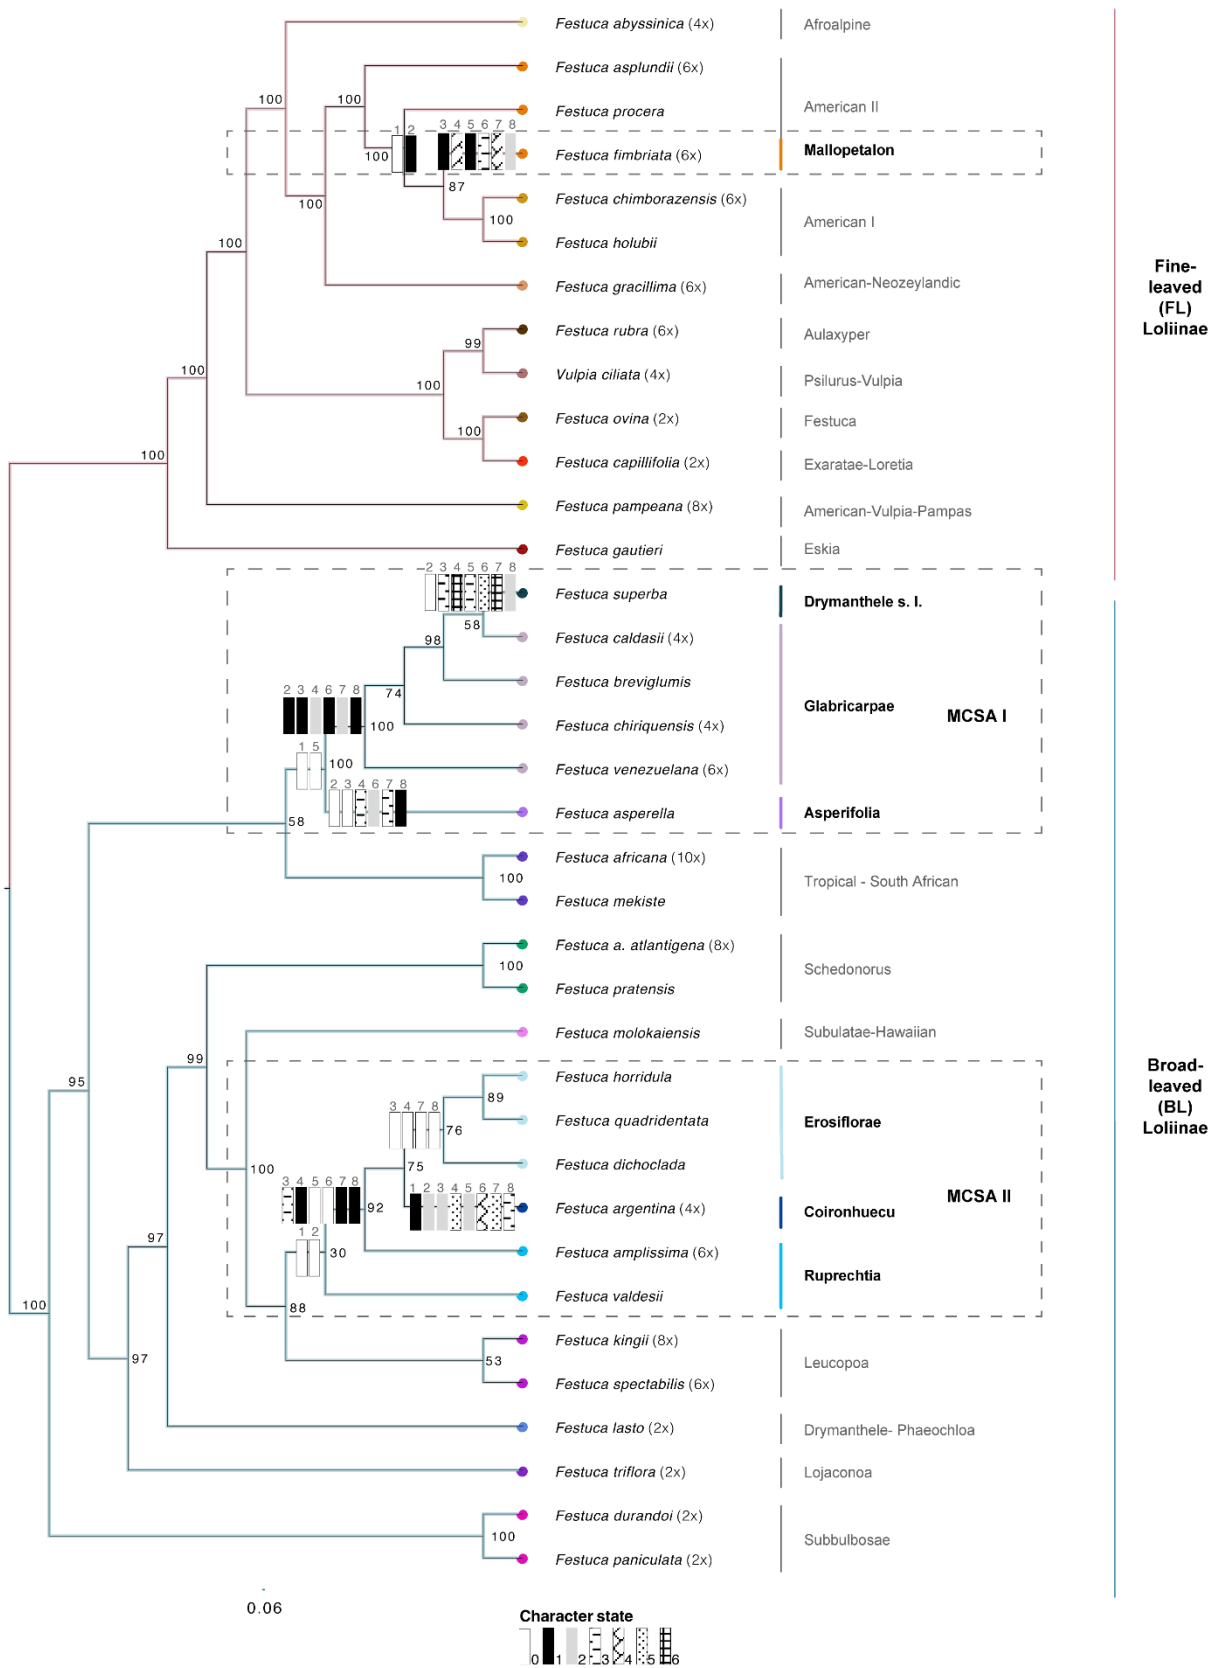 Festuca abyssinica (4x)
Afroalpine
Festuca asplundii (6x)
100
100
Festuca procera
American II
1 2
3 4 5 6 7 8
100
Festuca fimbriata (6x)
Mallopetalon
87
Festuca chimborazensis (6x)
100
100
American I
100
Festuca holubii
Fine-
leaved
(FL)
Loliinae
Festuca gracillima (6x)
American-Neozeylandic
Festuca rubra (6x)
Aulaxyper
99
Vulpia ciliata (4x)
Psilurus-Vulpia
100
100
Festuca ovina (2x)
Festuca
100
100
Festuca capillifolia (2x)
Exaratae-Loretia
Festuca pampeana (8x)
American-Vulpia-Pampas
Festuca gautieri
Eskia
2 3 4 5 6 7 8
Festuca superba
Drymanthele s. l.
58
98
Festuca caldasii (4x)
Festuca breviglumis
2 3 4 6 7 8
74
Glabricarpae
MCSA I
100
Festuca chiriquensis (4x)
1 5
100
Festuca venezuelana (6x)
2 3 4 6 7 8
58
Festuca asperella
Asperifolia
Festuca africana (10x)
100
Tropical - South African
Festuca mekiste
Festuca a. atlantigena (8x)
100
Schedonorus
Festuca pratensis
Festuca molokaiensis
Subulatae-Hawaiian
99
95
Festuca horridula
89
Broad-
leaved
(BL)
Loliinae
3 4 7 8
Festuca quadridentata
Erosiflorae
76
100
75
Festuca dichoclada
3 4 5 6 7 8
1 2 3 4 5 6 7 8
92
Festuca argentina (4x)
Coironhuecu
MCSA II
1 2
30
Festuca amplissima (6x)
97
Ruprechtia
Festuca valdesii
100
88
Festuca kingii (8x)
97
53
Leucopoa
Festuca spectabilis (6x)
Festuca lasto (2x)
Drymanthele- Phaeochloa
Festuca triflora (2x)
Lojaconoa
Festuca durandoi (2x)
100
Subbulbosae
Festuca paniculata (2x)
0.06
Character state
0 1 2 3 4 5 6